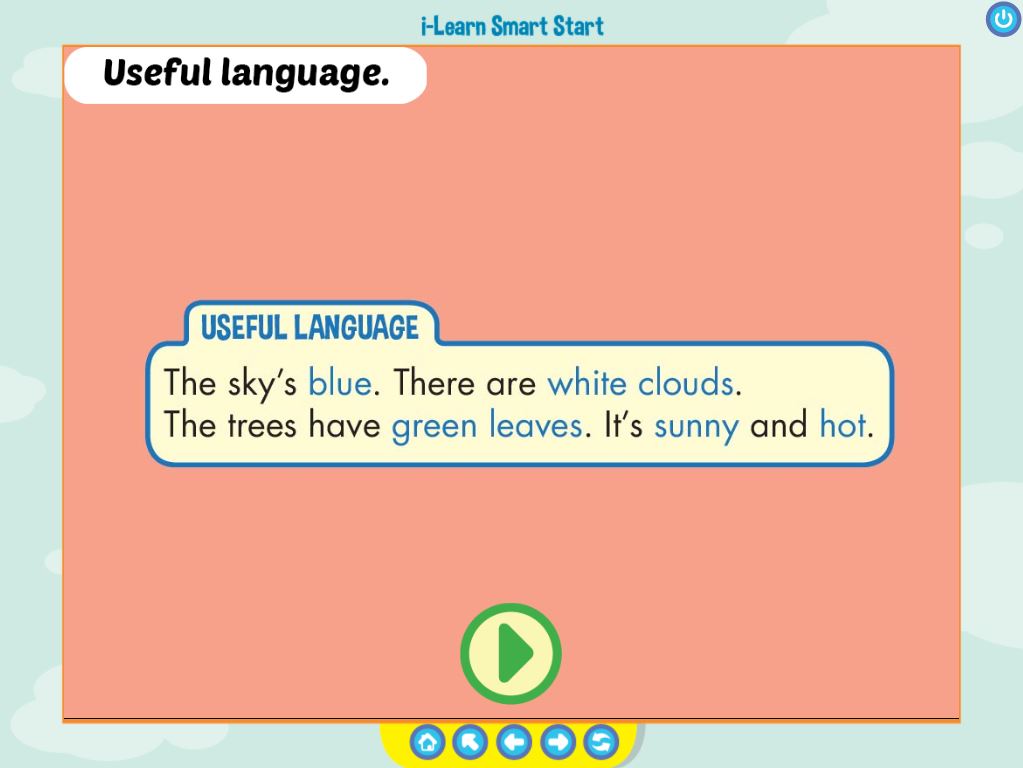 i-Learn Smart Start
Useful language.
USEFUL LANGUAGE
The sky's blue. There are white clouds.
The trees have green leaves. It's sunny and hot.